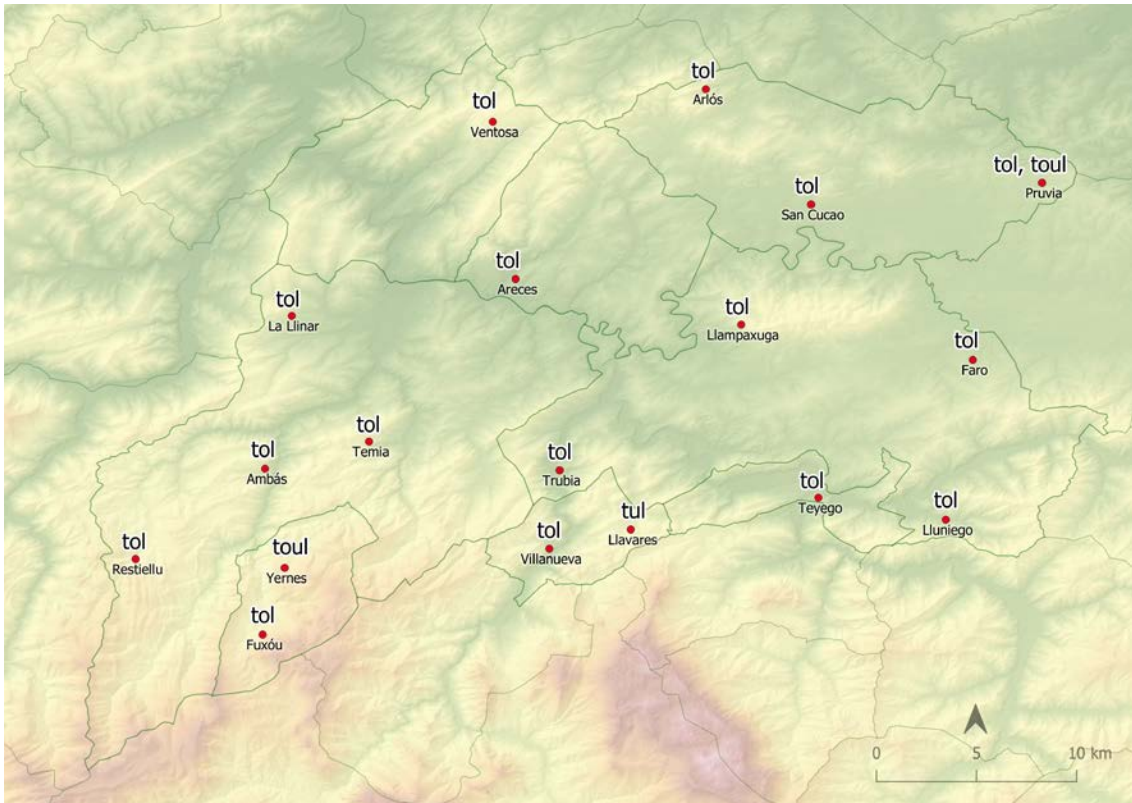 tol
Arlós
tol
Ventosa
tol, toul
Pruvia
tol
San Cucao
tol
Areces
tol
La Llinar
tol
Llampaxuga
tol
Faro
tol
Temia
tol
Ambás
tol
Trubia
tol
Teyego
tol
Lluniego
tul
Llavares
tol
Villanueva
tol
Restiellu
toul
Yernes
tol
Fuxóu
0 5 10 km